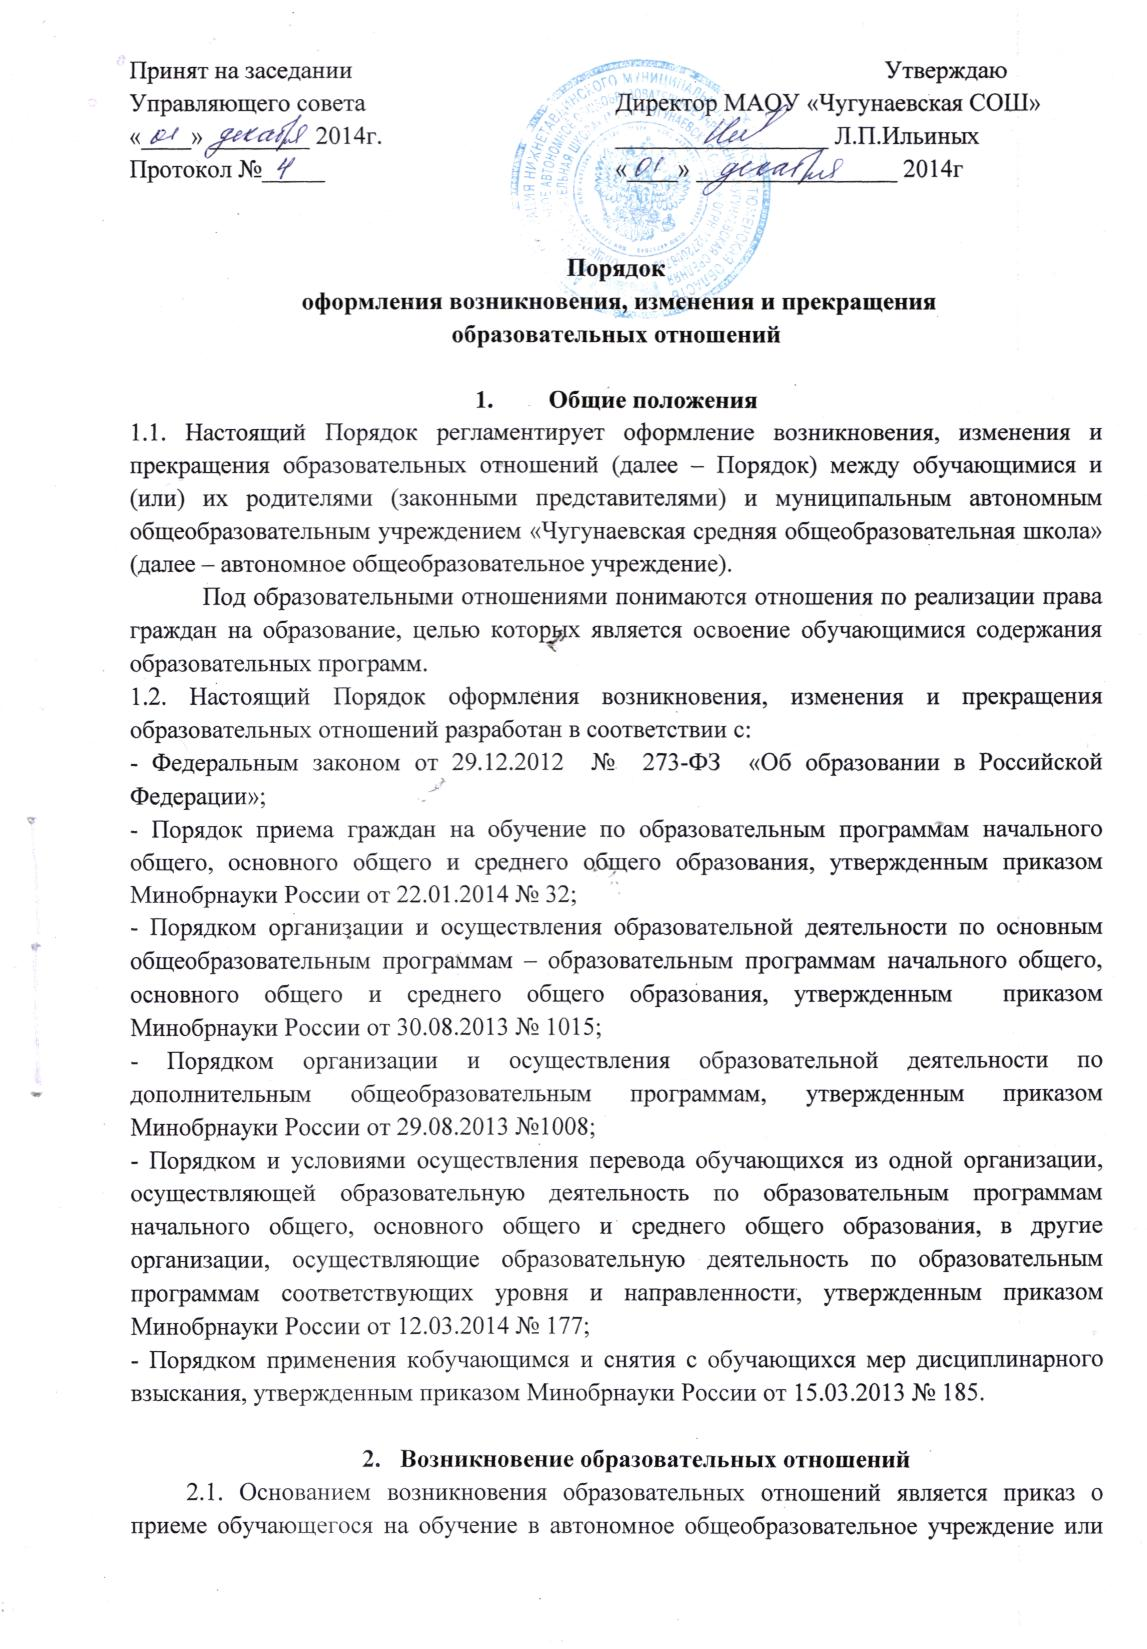 Принят на заседании
Утверждаю
Управляющего совета
Директор МАОУ «Чугунаевская СОШ»
« 01 » декабря 2014г.
Л.П.Ильиных
Протокол № 4
« 01 » декабря 2014г
Порядок
оформления возникновения, изменения и прекращения
образовательных отношений
1. Общие положения
1.1. Настоящий Порядок регламентирует оформление возникновения, изменения и
прекращения образовательных отношений (далее – Порядок) между обучающимися и
(или) их родителями (законными представителями) и муниципальным автономным
общеобразовательным учреждением «Чугунаевская средняя общеобразовательная школа»
(далее – автономное общеобразовательное учреждение).
Под образовательными отношениями понимаются отношения по реализации права
граждан на образование, целью которых является освоение обучающимися содержания
образовательных программ.
1.2. Настоящий Порядок оформления возникновения, изменения и прекращения
образовательных отношений разработан в соответствии с:
- Федеральным законом от 29.12.2012 № 273-ФЗ «Об образовании в Российской
Федерации»;
- Порядок приема граждан на обучение по образовательным программам начального
общего, основного общего и среднего общего образования, утвержденным приказом
Минобрнауки России от 22.01.2014 № 32;
- Порядком организации и осуществления образовательной деятельности по основным
общеобразовательным программам – образовательным программам начального общего,
основного общего и среднего общего образования, утвержденным приказом
Минобрнауки России от 30.08.2013 № 1015;
- Порядком организации и осуществления образовательной деятельности по
дополнительным общеобразовательным программам, утвержденным приказом
Минобрнауки России от 29.08.2013 №1008;
- Порядком и условиями осуществления перевода обучающихся из одной организации,
осуществляющей образовательную деятельность по образовательным программам
начального общего, основного общего и среднего общего образования, в другие
организации, осуществляющие образовательную деятельность по образовательным
программам соответствующих уровня и направленности, утвержденным приказом
Минобрнауки России от 12.03.2014 № 177;
- Порядком применения кобучающимся и снятия с обучающихся мер дисциплинарного
взыскания, утвержденным приказом Минобрнауки России от 15.03.2013 № 185.
2. Возникновение образовательных отношений
2.1. Основанием возникновения образовательных отношений является приказ о
приеме обучающегося на обучение в автономное общеобразовательное учреждение или